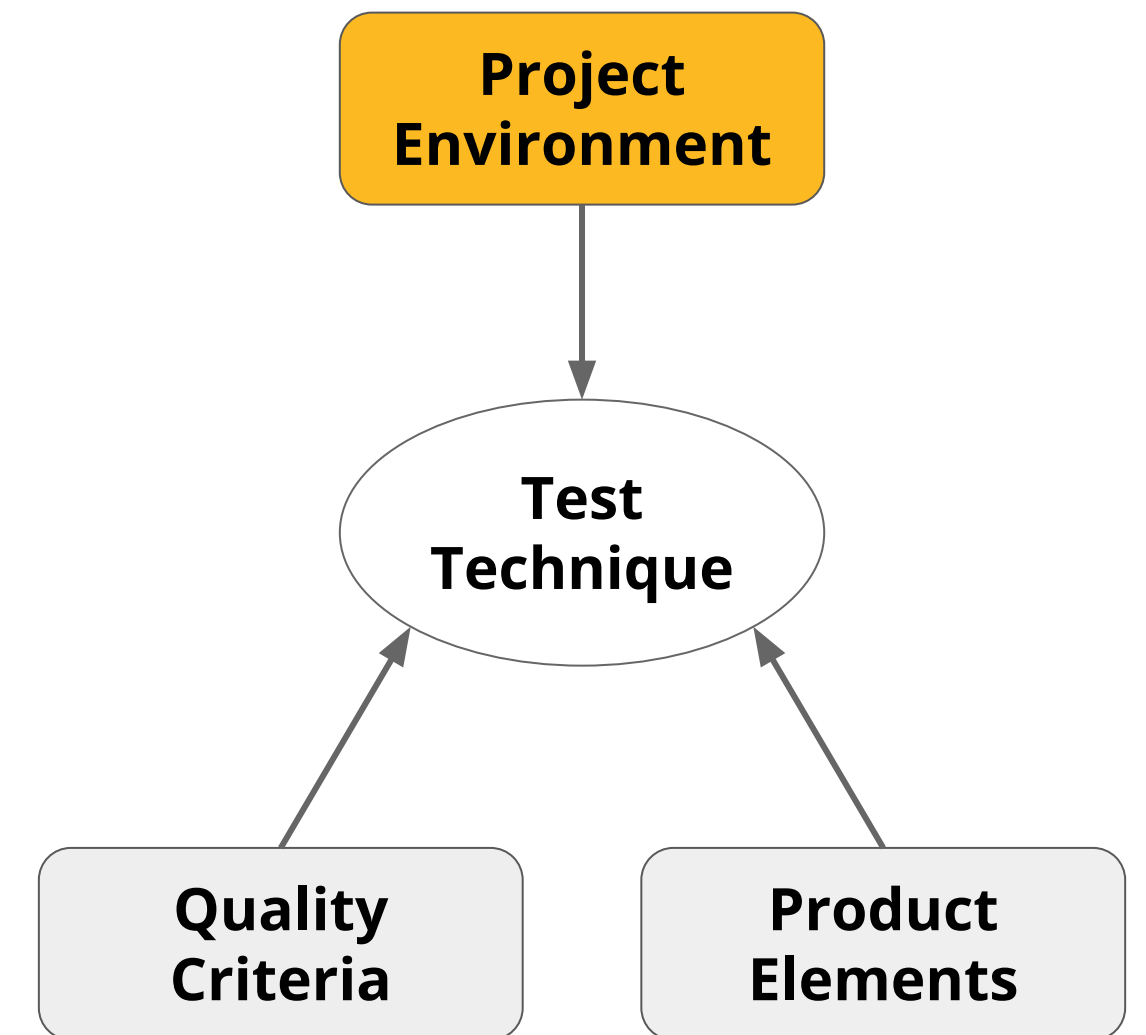 Project
Environment
Test
Technique
Quality
Criteria
Product
Elements